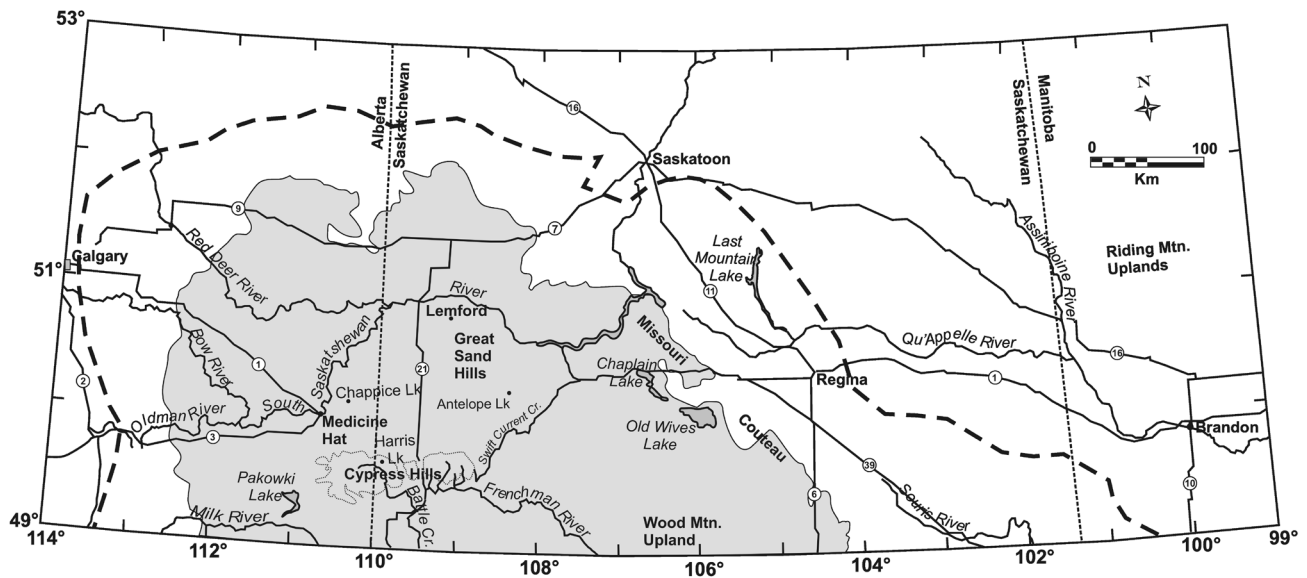 53°
Alberta
Saskatchewan
16
Saskatoon
Saskatchewan
Manitoba
N
0 100
Km
9
7
Red Deer River
Calgary
51°
Last
Mountain
Lake
11
Assiniboine River
Riding Mtn.
Uplands
River
Lemford
Great
Sand
Hills
Missouri
Qu'Appelle River
16
Bow River
1
Saskatshewan
South
21
Chaplain
Lake
Regina
1
2
Chappice Lk
Antelope Lk
Oldman River
3
Medicine
Hat
Swift Current Cr.
Old Wives
Lake
Couteau
Brandon
Harris
Lk
Cypress Hills
39
10
Pakowki
Lake
Battle Cr.
Frenchman River
6
Souris River
Milk River
Wood Mtn.
Upland
49°
114° 112° 110° 108° 106° 104° 102° 100° 99°